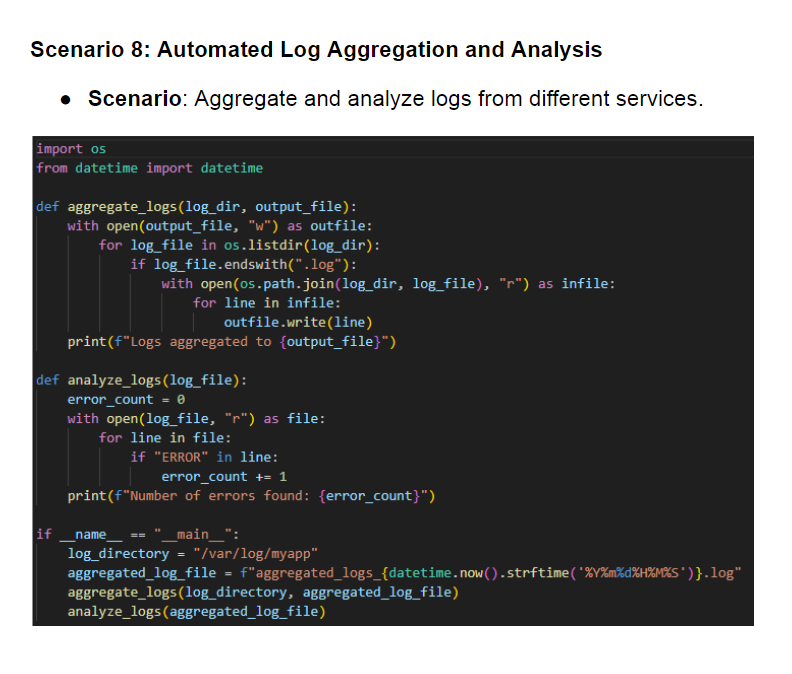 Scenario 8: Automated Log Aggregation and Analysis
● Scenario: Aggregate and analyze logs from different services.
import os
from datetime import datetime

def aggregate_logs(log_dir, output_file):
    with open(output_file, "w") as outfile:
        for log_file in os.listdir(log_dir):
            if log_file.endswith(".log"):
                with open(os.path.join(log_dir, log_file), "r") as infile:
                    for line in infile:
                        outfile.write(line)
    print(f"Logs aggregated to {output_file}")

def analyze_logs(log_file):
    error_count = 0
    with open(log_file, "r") as file:
        for line in file:
            if "ERROR" in line:
                error_count += 1
    print(f"Number of errors found: {error_count}")

if __name__ == "__main__":
    log_directory = "/var/log/myapp"
    aggregated_log_file = f"aggregated_logs_{datetime.now().strftime('%Y%m%d%H%M%S')}.log"
    aggregate_logs(log_directory, aggregated_log_file)
    analyze_logs(aggregated_log_file)